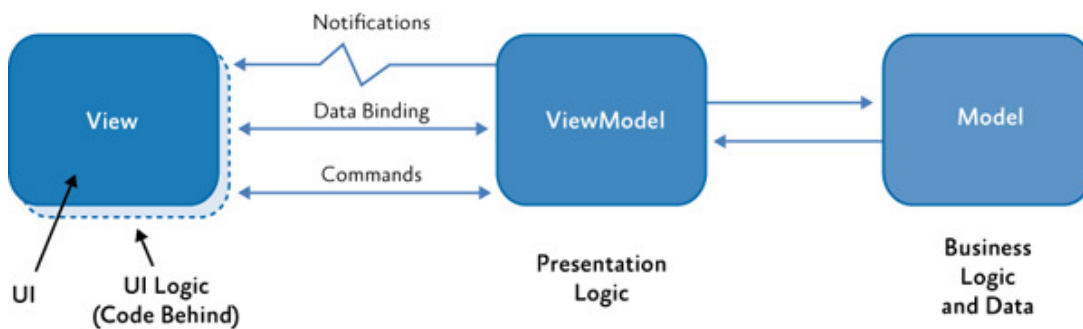 Notifications
View
Data Binding
ViewModel
Model
Commands
UI
UI Logic
(Code Behind)
Presentation
Logic
Business
Logic
and Data